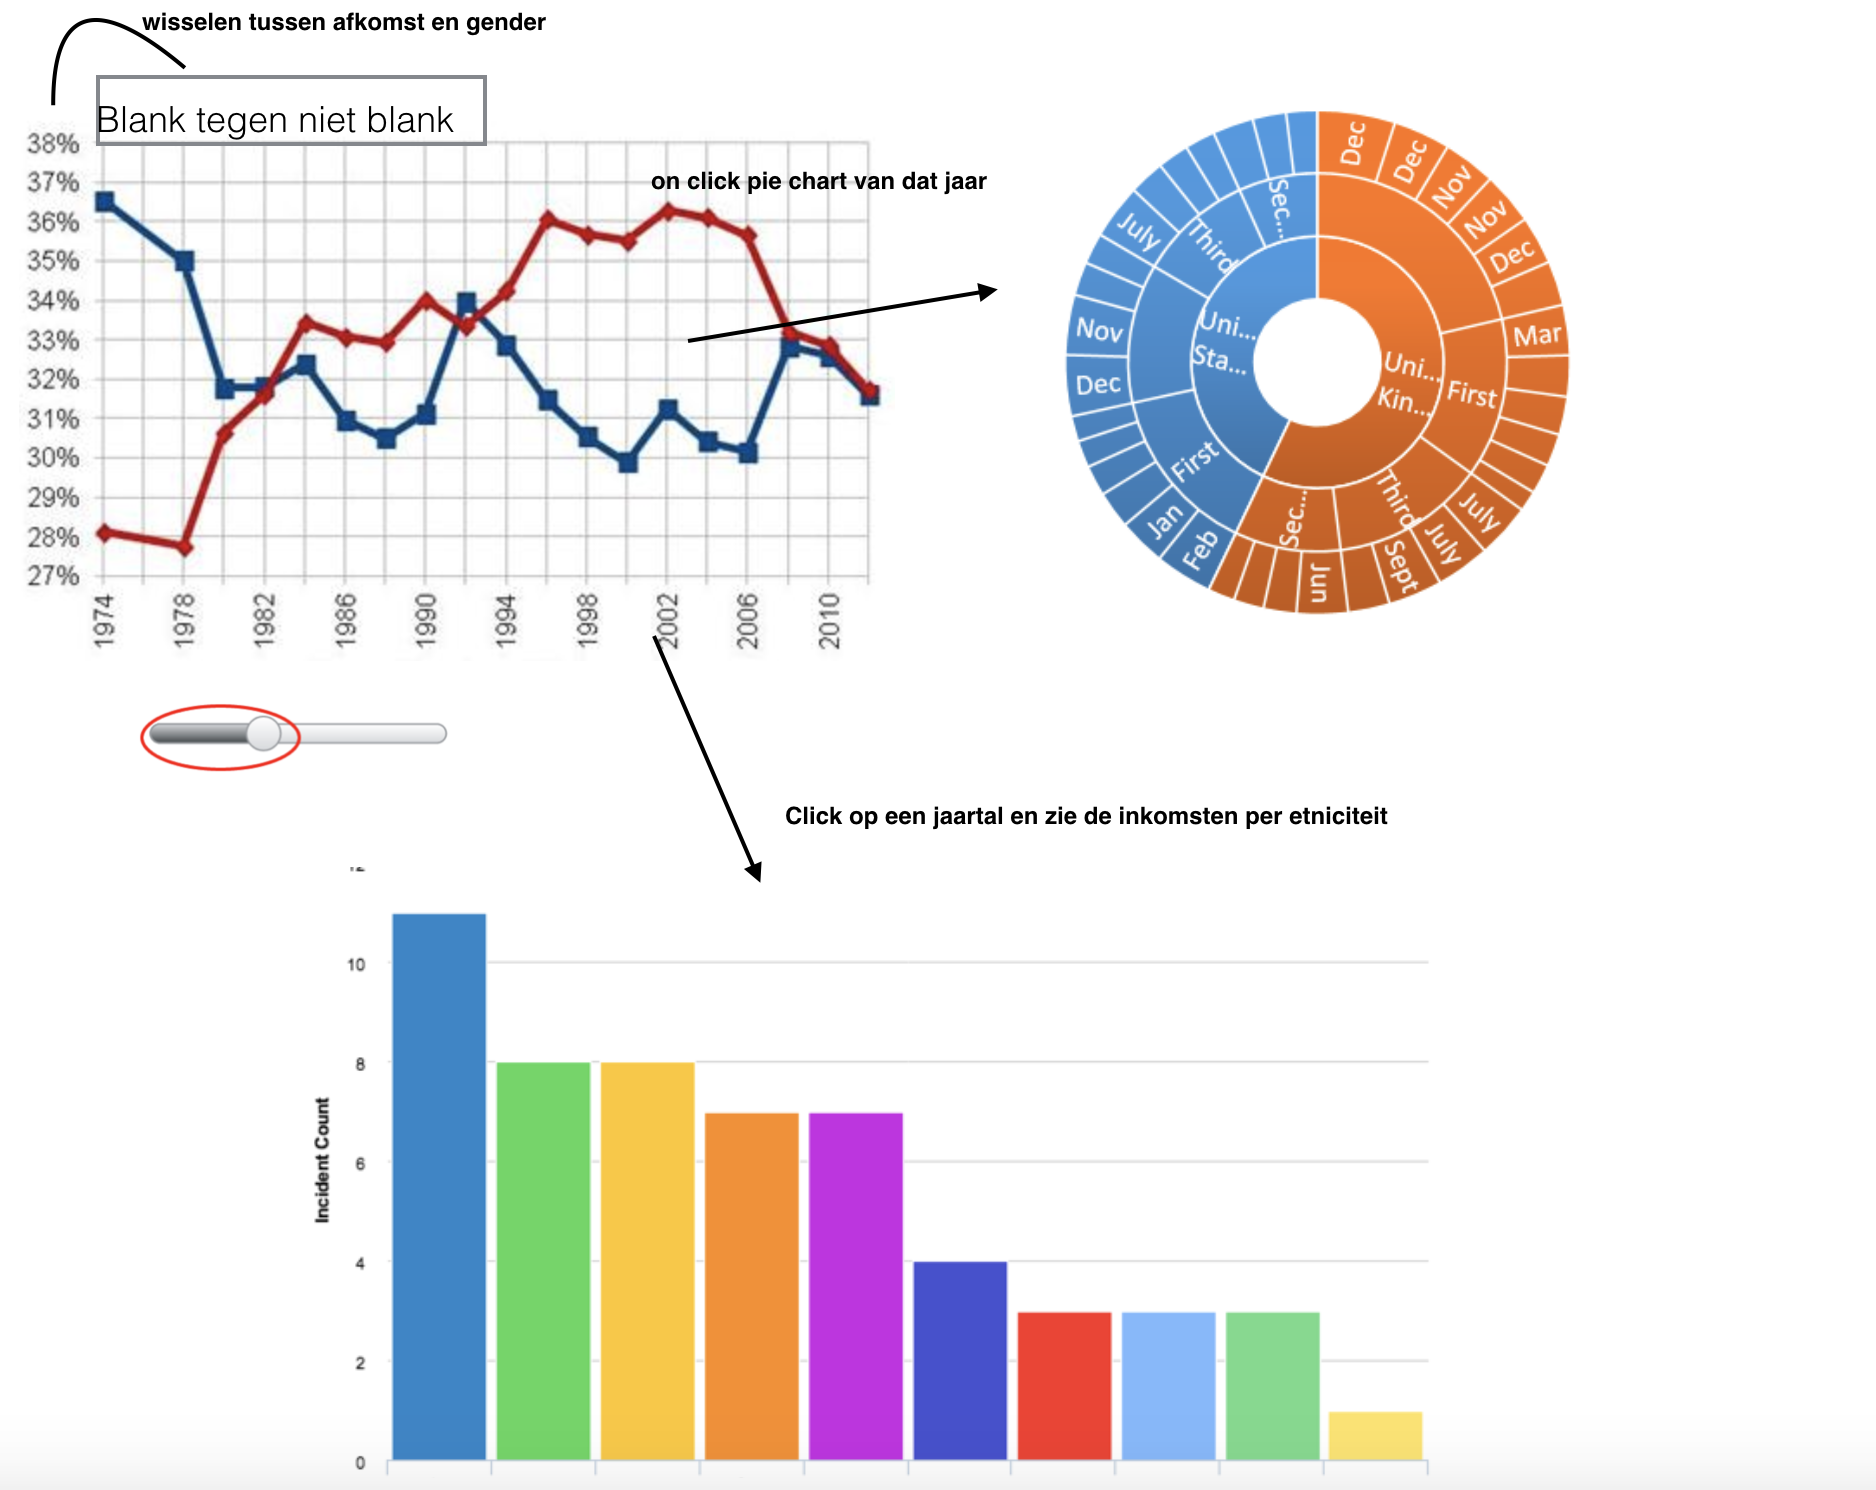 wisselen tussen afkomst en gender
Blank tegen niet blank
38%
37%
36%
35%
34%
33%
32%
31%
30%
29%
28%
27%
1974
1978
1982
1986
1990
1994
1998
2002
2006
2010
on click pie chart van dat jaar
Dec
Dec
Nov
Nov
Dec
Mar
First
Uni...
Kin...
July
July
Third
Sept
Jun
Sec...
Feb
Jan
First
Dec
Nov
Uni...
Sta...
July
Third
Sec...
Click op een jaartal en zie de inkomsten per etniciteit
Incident Count
10
8
6
4
2
0